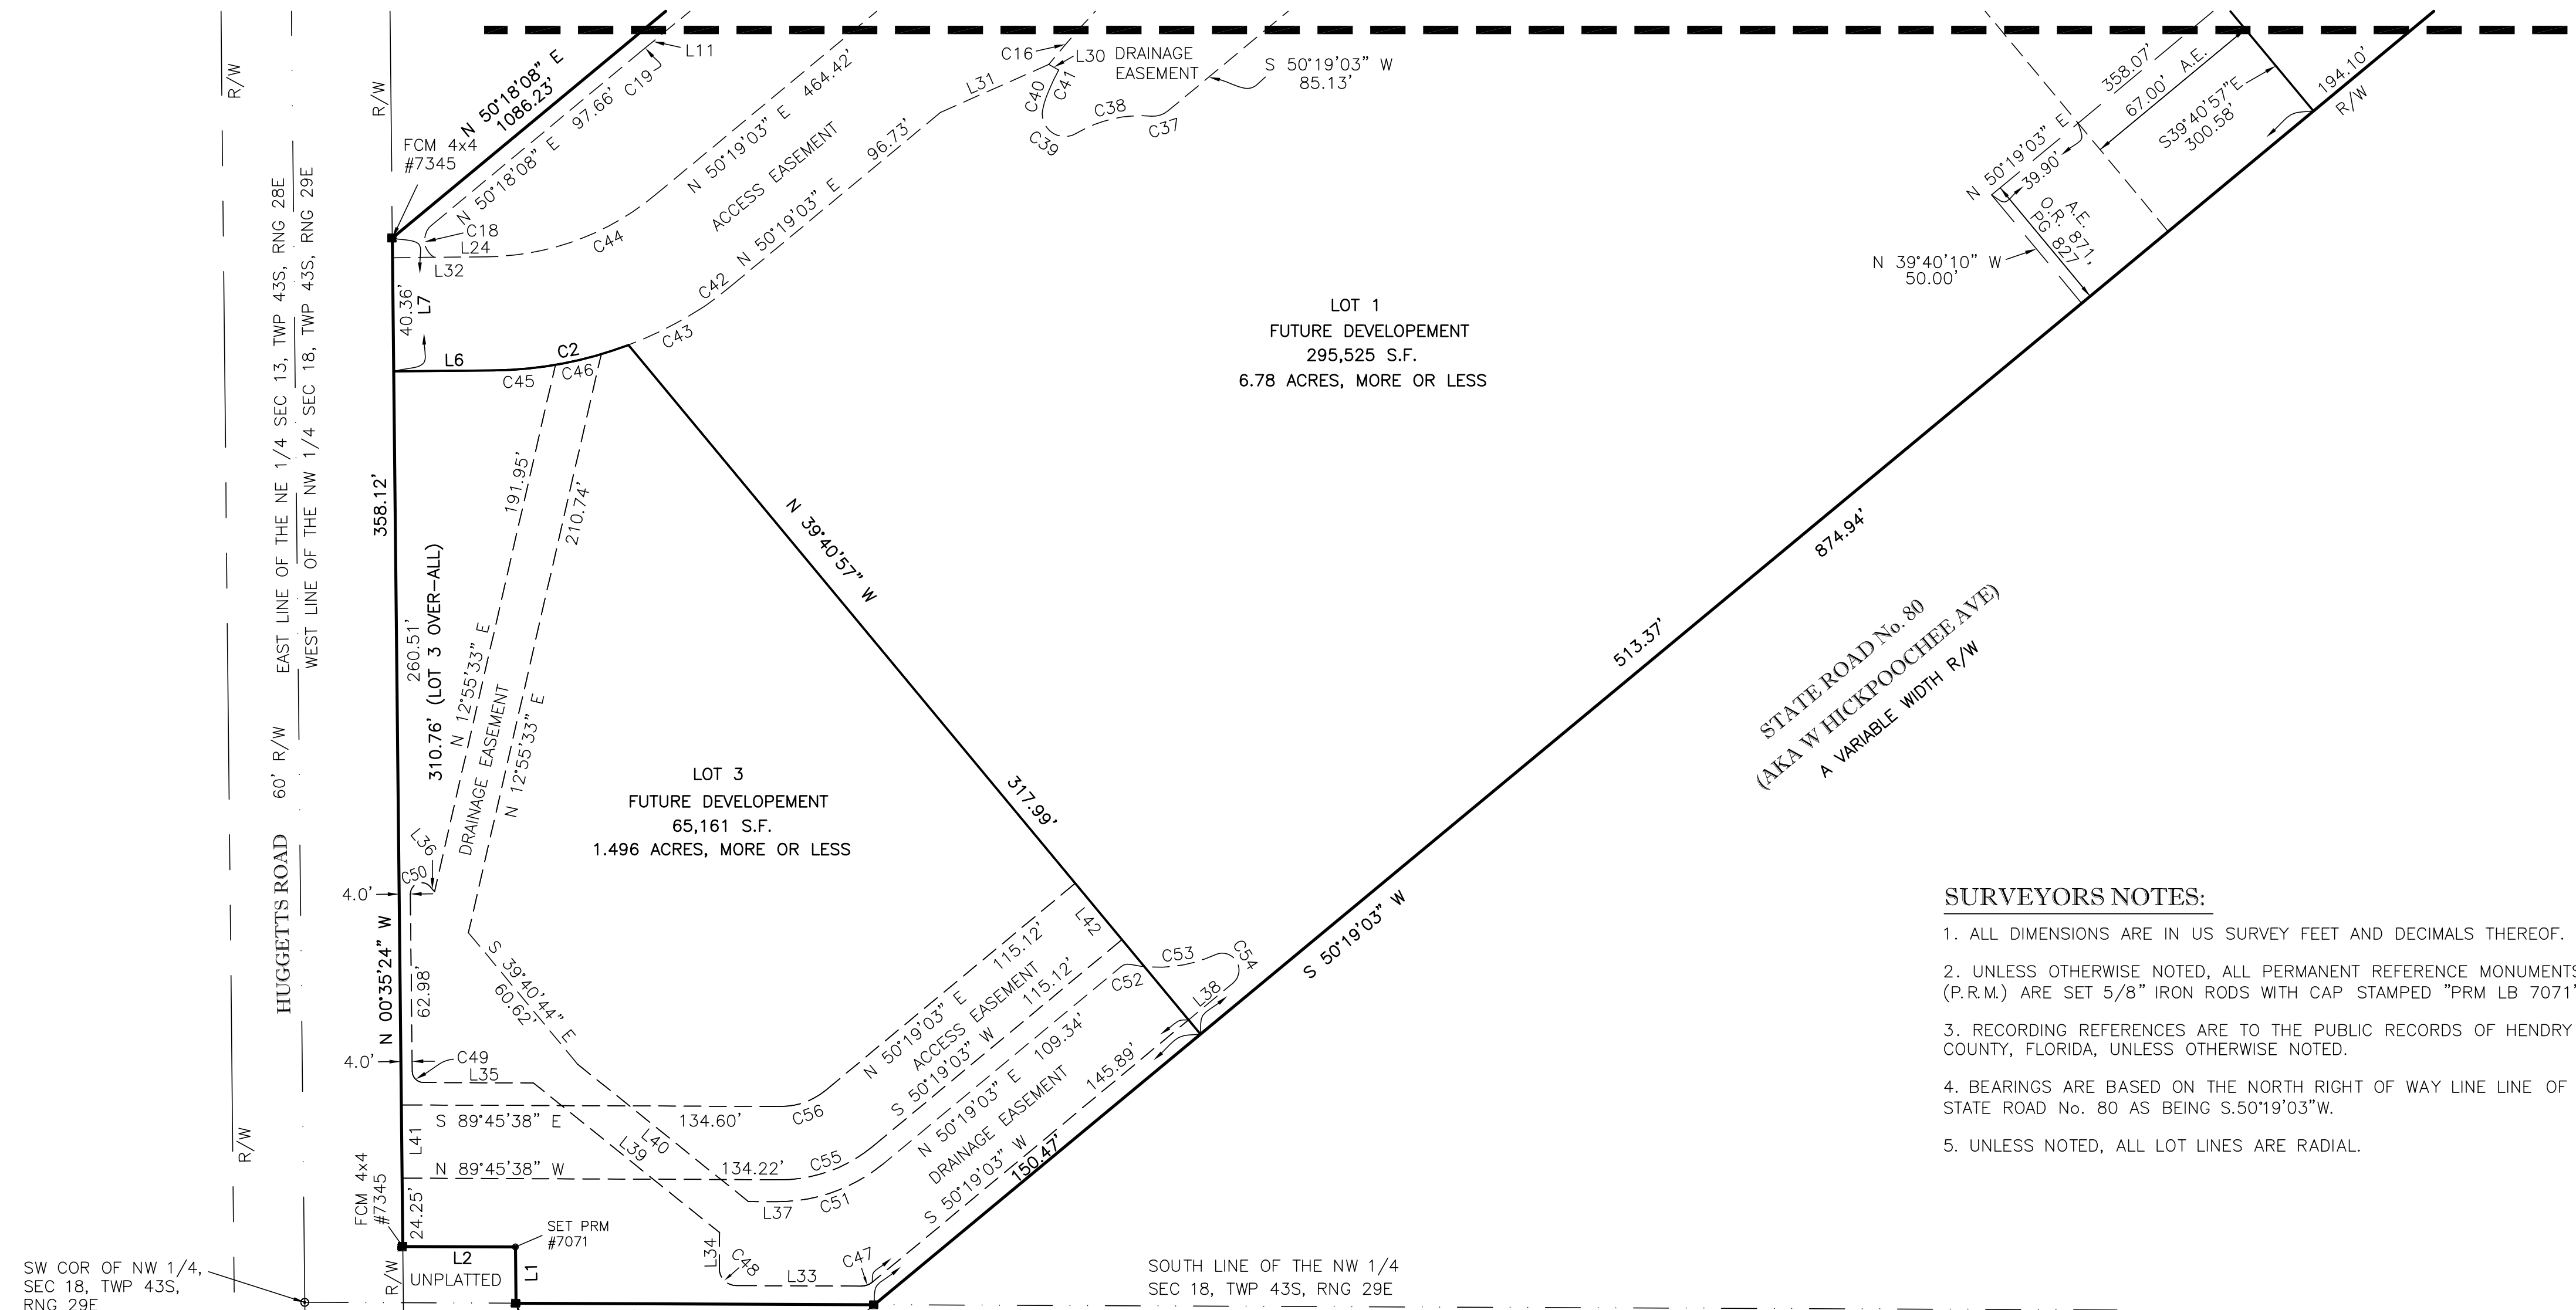 R/W
R/W
N 50°18'08" E
1086.23'
L11
C19
97.66'
N 50°18'08" E
FCM 4x4
#7345
C18
L24
L32
C44
N 50°19'03" E 464.42'
ACCESS EASEMENT
N 50°19'03" E 96.73'
C42
C43
L31
C16
L30
DRAINAGE
EASEMENT
C40
C41
C39
C38
C37
S 50°19'03" W
85.13'
358.07'
N 50°19'03" E
67.00' A.E.
39.90'
S39°40'57"E
300.58'
194.10'
R/W
A.E.
O.R. 871,
PG 827
N 39°40'10" W
50.00'
EAST LINE OF THE NE 1/4 SEC 13, TWP 43S, RNG 28E
WEST LINE OF THE NW 1/4 SEC 18, TWP 43S, RNG 29E
60' R/W
HUGGETTS ROAD
40.36'
L7
L6
C2
C45
C46
358.12'
260.51'
310.76' (LOT 3 OVER-ALL)
191.95'
N 12°55'33" E
210.74'
N 12°55'33" E
DRAINAGE EASEMENT
LOT 1
FUTURE DEVELOPEMENT
295,525 S.F.
6.78 ACRES, MORE OR LESS
N 39°40'57" W
317.99'
LOT 3
FUTURE DEVELOPEMENT
65,161 S.F.
1.496 ACRES, MORE OR LESS
874.94'
513.37'
S 50°19'03" W
STATE ROAD No. 80
(AKA W HICKPOOCHEE AVE)
A VARIABLE WIDTH R/W
L36
C50
4.0'
N 00°35'24" W
62.98'
4.0'
C49
L35
S 39°40'44" E
60.62'
L42
C53
C54
C52
L38
N 50°19'03" E 115.12'
ACCESS EASEMENT
S 50°19'03" W 115.12'
N 50°19'03" E 109.34'
DRAINAGE EASEMENT
S 50°19'03" W 145.89'
150.47'
S 89°45'38" E 134.60'
C56
L41
L39
L40
N 89°45'38" W 134.22'
C55
L37
C51
FCM 4x4
#7345
24.25'
R/W
SET PRM
#7071
L2
UNPLATTED
L1
L34
C48
L33
C47
R/W
SW COR OF NW 1/4,
SEC 18, TWP 43S,
RNG 29E
SOUTH LINE OF THE NW 1/4
SEC 18, TWP 43S, RNG 29E
SURVEYORS NOTES:
1. ALL DIMENSIONS ARE IN US SURVEY FEET AND DECIMALS THEREOF.
2. UNLESS OTHERWISE NOTED, ALL PERMANENT REFERENCE MONUMENTS
(P.R.M.) ARE SET 5/8" IRON RODS WITH CAP STAMPED "PRM LB 7071"
3. RECORDING REFERENCES ARE TO THE PUBLIC RECORDS OF HENDRY
COUNTY, FLORIDA, UNLESS OTHERWISE NOTED.
4. BEARINGS ARE BASED ON THE NORTH RIGHT OF WAY LINE LINE OF
STATE ROAD No. 80 AS BEING S.50°19'03"W.
5. UNLESS NOTED, ALL LOT LINES ARE RADIAL.